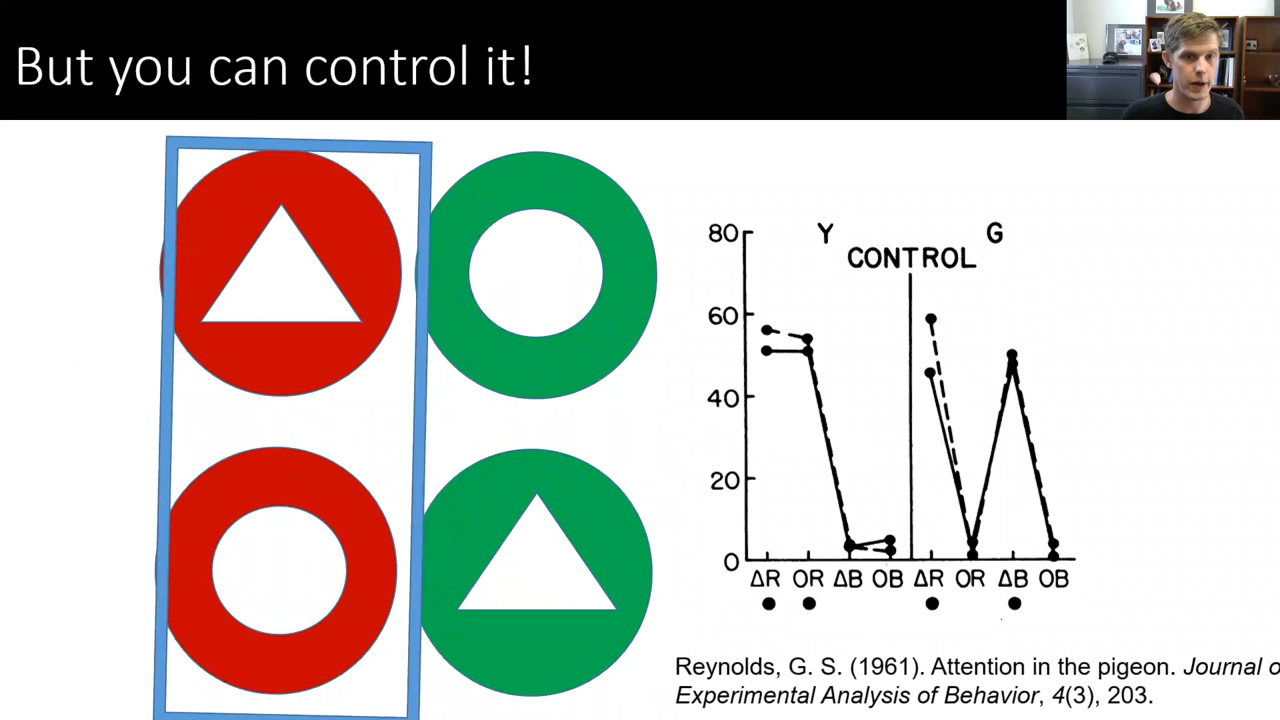 But you can control it!
Y G
CONTROL
80
60
40
20
0
ΔR OR ΔB OB ΔR OR ΔB OB
Reynolds, G. S. (1961). Attention in the pigeon. Journal o
Experimental Analysis of Behavior, 4(3), 203.